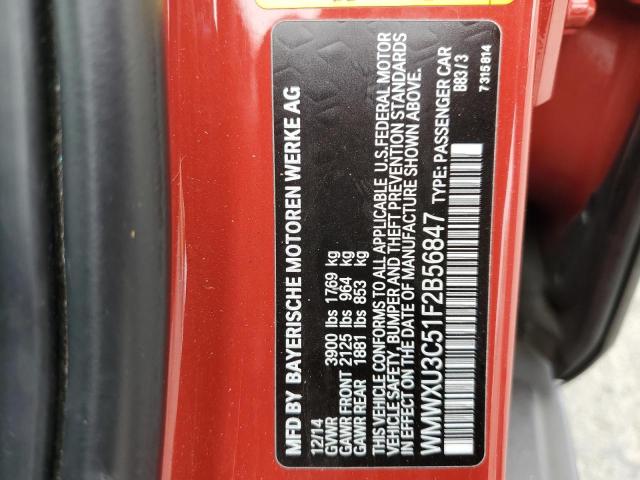 MFD BY BAYERISCHE MOTOREN WERKE AG
12/14
GVWR 3900 lbs 1769 kg
GAWR FRONT 2125 lbs 964 kg
GAWR REAR 1881 lbs 853 kg
THIS VEHICLE CONFORMS TO ALL APPLICABLE U.S.FEDERAL MOTOR
VEHICLE SAFETY, BUMPER AND THEFT PREVENTION STANDARDS
IN EFFECT ON DATE OF MANUFACTURE SHOWN ABOVE.
WMWXU3C51F2B56847 TYPE: PASSENGER CAR
B83/3
7 315 814